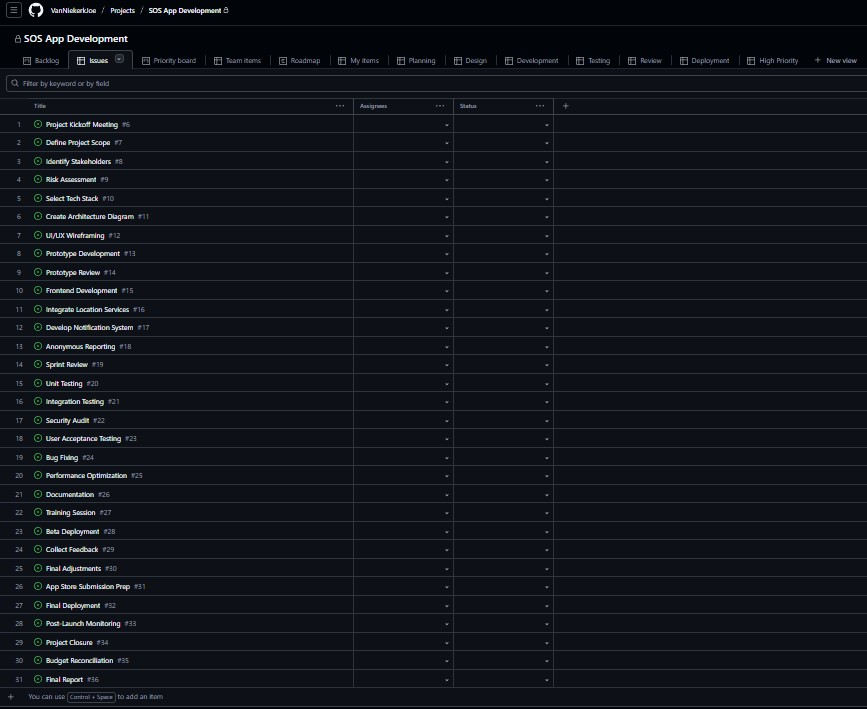 VanNiekerkJoe / Projects / SOS App Development
SOS App Development
Backlog Issues Priority board Team items Roadmap My items Planning Design Development Testing Review Deployment High Priority + New view
Filter by keyword or by field
Title ... Assignees ... Status ... +
1 Project Kickoff Meeting #6
2 Define Project Scope #7
3 Identify Stakeholders #8
4 Risk Assessment #9
5 Select Tech Stack #10
6 Create Architecture Diagram #11
7 UI/UX Wireframing #12
8 Prototype Development #13
9 Prototype Review #14
10 Frontend Development #15
11 Integrate Location Services #16
12 Develop Notification System #17
13 Anonymous Reporting #18
14 Sprint Review #19
15 Unit Testing #20
16 Integration Testing #21
17 Security Audit #22
18 User Acceptance Testing #23
19 Bug Fixing #24
20 Performance Optimization #25
21 Documentation #26
22 Training Session #27
23 Beta Deployment #28
24 Collect Feedback #29
25 Final Adjustments #30
26 App Store Submission Prep #31
27 Final Deployment #32
28 Post-Launch Monitoring #33
29 Project Closure #34
30 Budget Reconciliation #35
31 Final Report #36
+ You can use Control + Space to add an item